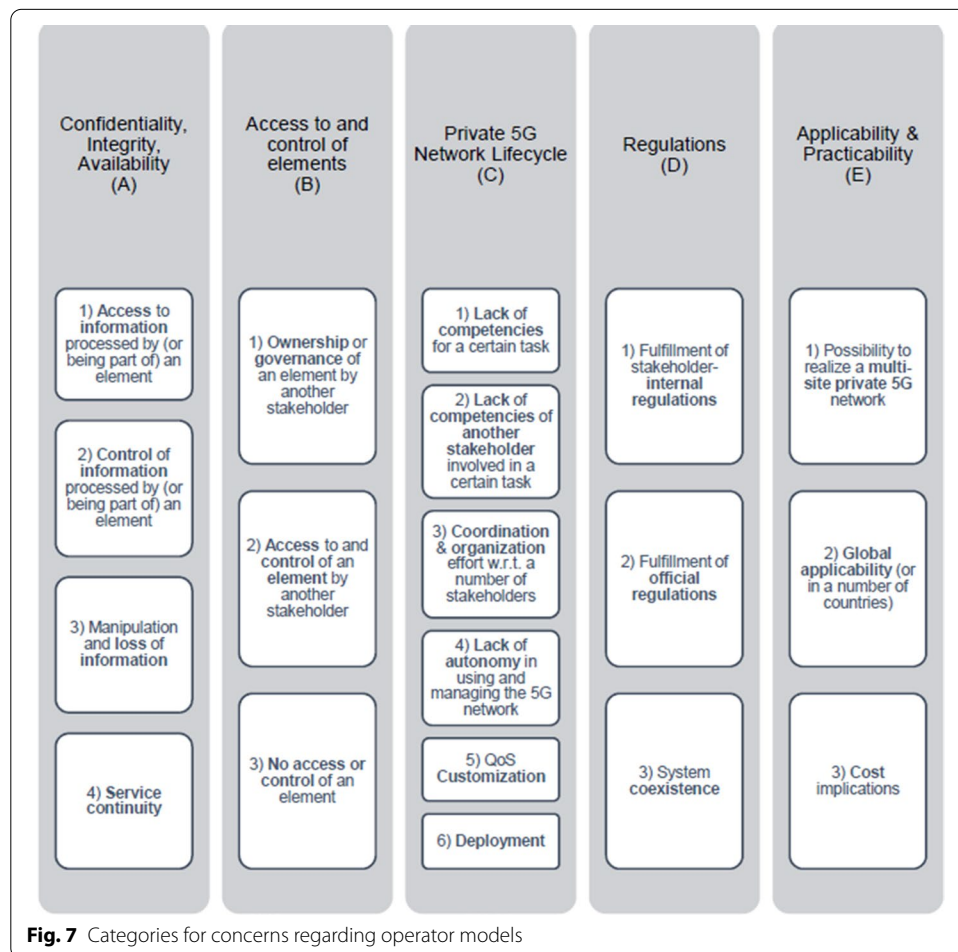 Confidentiality,
Integrity,
Availability
(A)
1) Access to
information
processed by (or
being part of) an
element
2) Control of
information
processed by (or
being part of) an
element
3) Manipulation
and loss of
information
4) Service
continuity
Access to and
control of
elements
(B)
1) Ownership or
governance of
an element by
another
stakeholder
2) Access to and
control of an
element by
another
stakeholder
3) No access or
control of an
element
Private 5G
Network Lifecycle
(C)
1) Lack of
competencies
for a certain task
2) Lack of
competencies of
another
stakeholder
involved in a
certain task
3) Coordination
& organization
effort w.r.t. a
number of
stakeholders
4) Lack of
autonomy in
using and
managing the 5G
network
5) QoS
Customization
6) Deployment
Regulations
(D)
1) Fulfillment of
stakeholder-
internal
regulations
2) Fulfillment of
official
regulations
3) System
coexistence
Applicability &
Practicability
(E)
1) Possibility to
realize a multi-
site private 5G
network
2) Global
applicability (or
in a number of
countries)
3) Cost
implications
Fig. 7 Categories for concerns regarding operator models